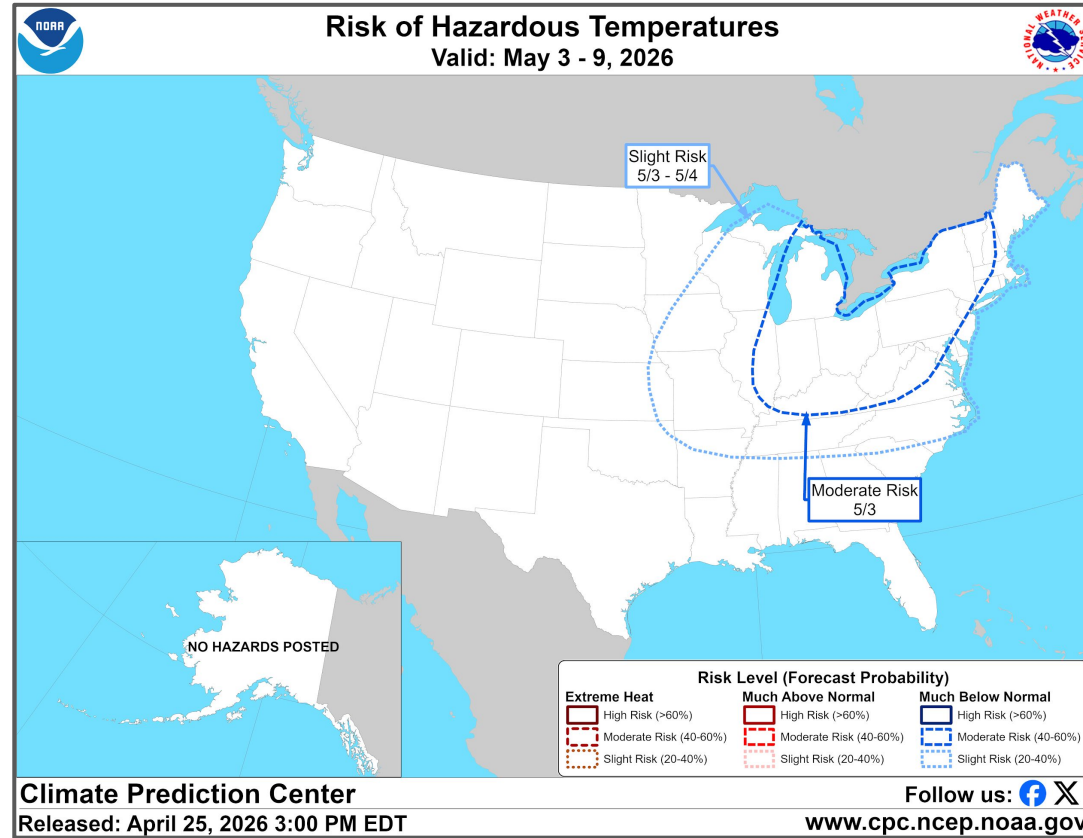 NOAA
Risk of Hazardous Temperatures
Valid: May 3 - 9, 2026
NATIONAL WEATHER SERVICE
Slight Risk
5/3 - 5/4
Moderate Risk
5/3
NO HAZARDS POSTED
Risk Level (Forecast Probability)
Extreme Heat
High Risk (>60%)
Moderate Risk (40-60%)
Slight Risk (20-40%)
Much Above Normal
High Risk (>60%)
Moderate Risk (40-60%)
Slight Risk (20-40%)
Much Below Normal
High Risk (>60%)
Moderate Risk (40-60%)
Slight Risk (20-40%)
Climate Prediction Center
Follow us:
Released: April 25, 2026 3:00 PM EDT
www.cpc.ncep.noaa.gov